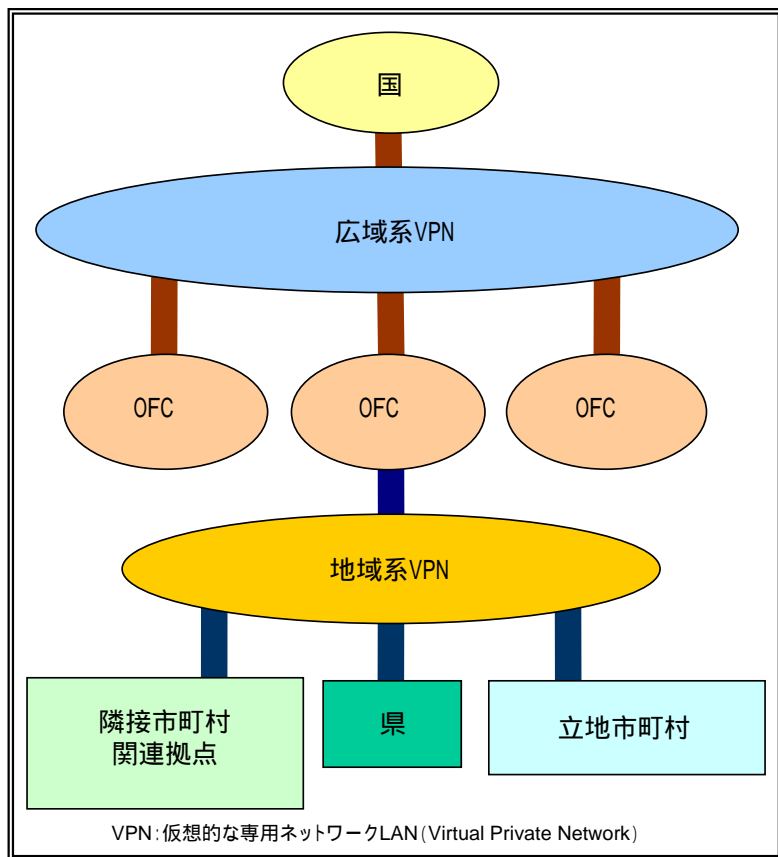 国
広域系VPN
OFC
OFC
OFC
地域系VPN
隣接市町村
関連拠点
県
立地市町村
VPN:仮想的な専用ネットワークLAN(Virtual Private Network)